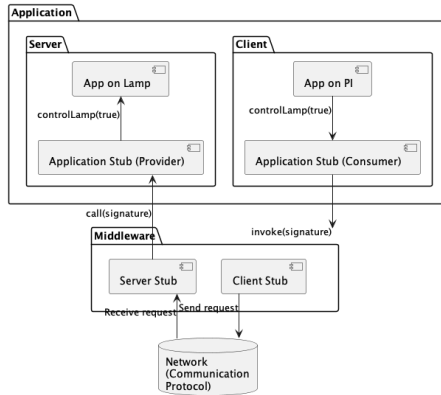 Application
Server
Client
App on Lamp
App on PI
controlLamp(true)
controlLamp(true)
Application Stub (Provider)
Application Stub (Consumer)
call(signature)
invoke(signature)
Middleware
Server Stub
Client Stub
Receive request
Send request
Network
(Communication
Protocol)